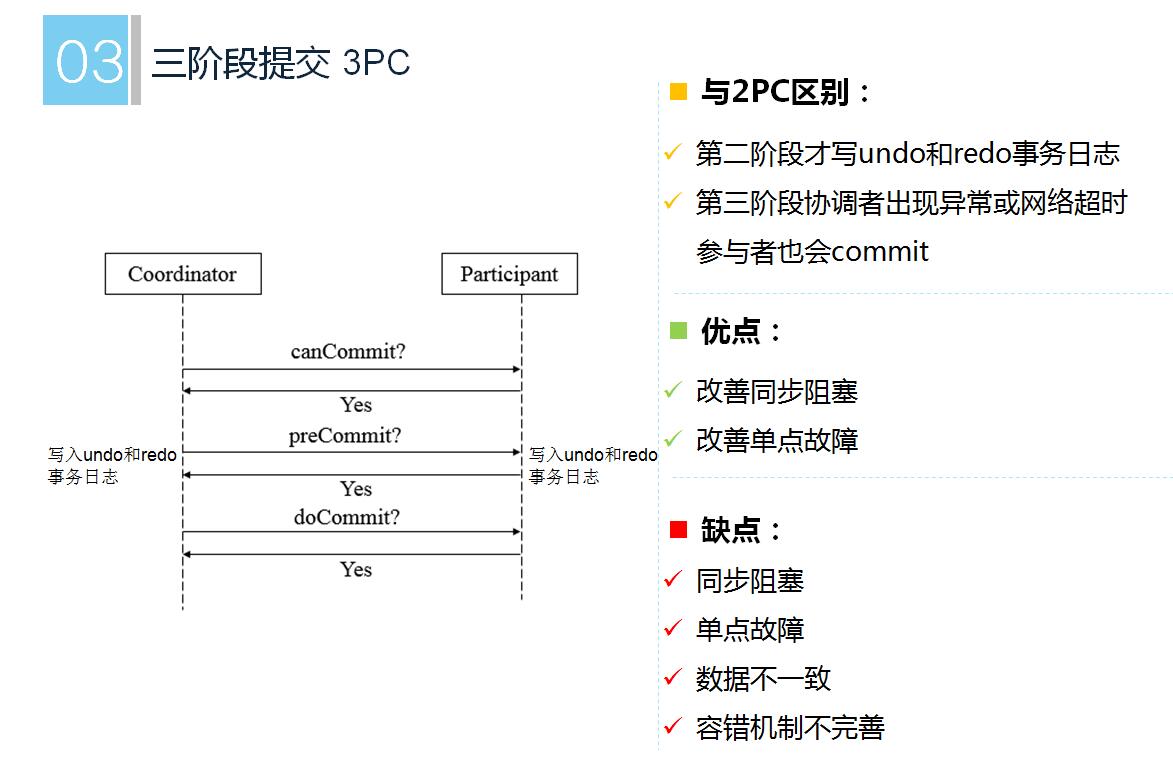 03
三阶段提交 3PC
Coordinator
Participant
canCommit?
Yes
preCommit?
写入undo和redo
事务日志
写入undo和redo
事务日志
Yes
doCommit?
Yes
与2PC区别：
第二阶段才写undo和redo事务日志
第三阶段协调者出现异常或网络超时
参与者也会commit
优点：
改善同步阻塞
改善单点故障
缺点：
同步阻塞
单点故障
数据不一致
容错机制不完善